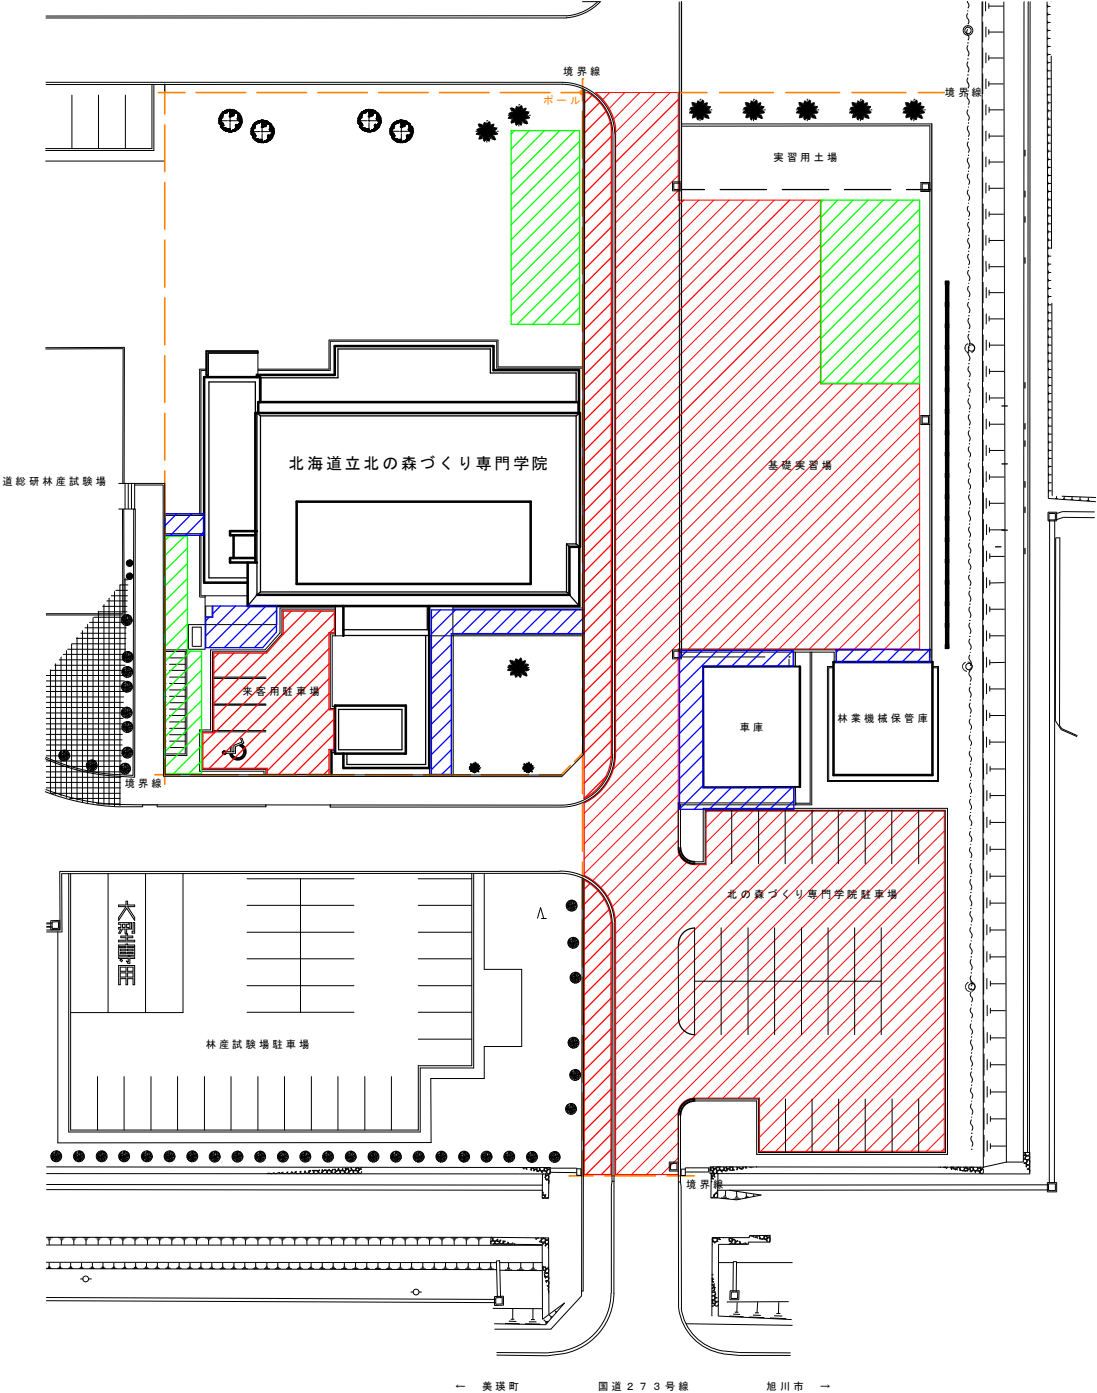 境界線
ポール
境界線
実習用土場
北海道立北の森づくり専門学院
基礎実習場
道総研林産試験場
来客用駐車場
車庫
林業機械保管庫
境界線
北の森づくり専門学院駐車場
大型車用
林産試験場駐車場
境界線
← 美瑛町 国道273号線 旭川市 →